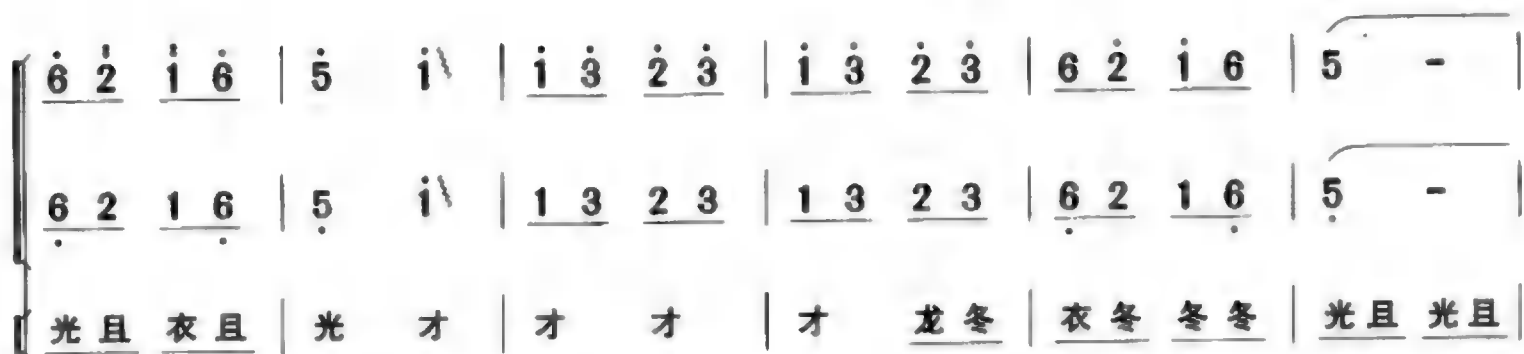 6̇ 2̇ 1̇ 6̇ | 5̇ 1̇ | 1̇ 3̇ 2̇ 3̇ | 1̇ 3̇ 2̇ 3̇ | 6 2̇ 1̇ 6 | 5 - |
6̣ 2 1 6̣ | 5̣ 1̇ | 1 3 2 3 | 1 3 2 3 | 6̣ 2 1 6̣ | 5̣ - |
光且 衣且 | 光 才 | 才 才 | 才 龙冬 | 衣冬 冬冬 | 光且 光且 |